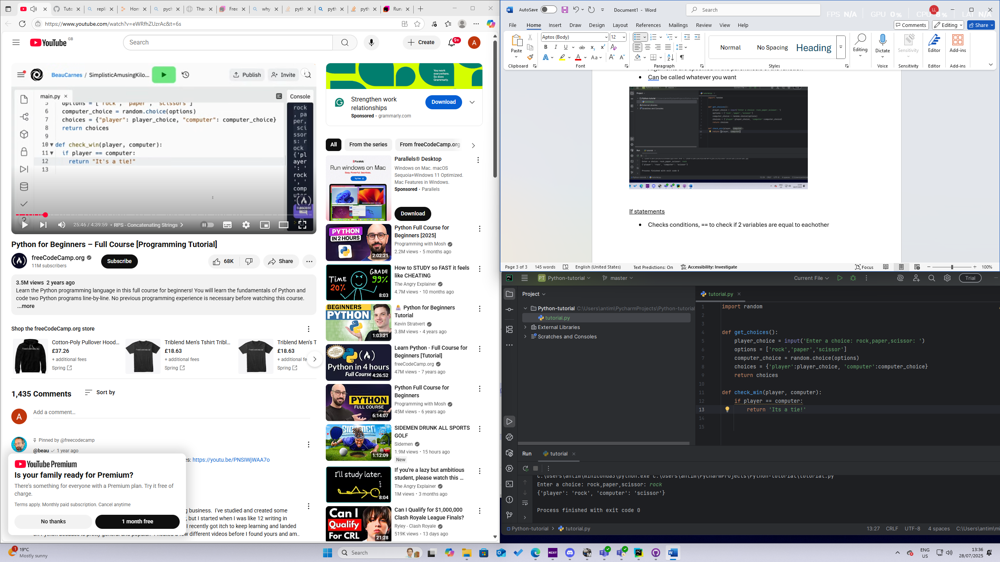 Tuto
repli
Hom
pych
Thar
Free
why
pyth
pyth
pyth
Run/
https://www.youtube.com/watch?v=eWRfhZUzrAc&t=6s
YouTube GB
Search
Create
9+
A
BeauCarnes / SimplisticAmusingKilo...
Publish
Invite
main.py
Console
5 options = ["rock", "paper", "scissors"]
6 computer_choice = random.choice(options)
7 choices = {"player": player_choice, "computer": computer_choice}
8 return choices
9
10 def check_win(player, computer):
11 if player == computer:
12 return "It's a tie!"
13
rock
, pa
per,
sci
ssor
s: r
ock
{'pl
ayer
': '
rock
', '
comp
uter
SUBSCRIBE
25:46 / 4:39:59 • RPS - Concatenating Strings
Python for Beginners – Full Course [Programming Tutorial]
freeCodeCamp.org
11M subscribers
Subscribe
68K
Share
3.5M views 2 years ago
Learn the Python programming language in this full course for beginners! You will learn the fundamentals of Python and
code two Python programs line-by-line. No previous programming experience is necessary before watching this course.
...more
Shop the freeCodeCamp.org store
Cotton-Poly Pullover Hood...
£37.26
+ additional fees
Spring
Triblend Men's Tshirt Tribl...
£18.63
+ additional fees
Spring
Triblend Men's T
£18.63
+ additional fe
Spring
1,435 Comments
Sort by
A
Add a comment...
Pinned by @freecodecamp
@beau 1 year ago
es: https://youtu.be/PNSIWjWAA7o
YouTube Premium
Is your family ready for Premium?
There's something for everyone with a Premium plan. Try it free of
charge.
Terms apply. Monthly paid subscription. Cancel anytime
No thanks
1 month free
g business. I've studied and created some
, but I started when I was like 12 writing in
I recently got itch to keep learning and landed
w different videos before I found yours and am...
You work
everywhere.
So does
Grammarly.
Strengthen work
relationships
Sponsored · grammarly.com
Download
All
From the series
From freeCodeCamp.org
Parallels
Run windows on Mac
Easy. Powerful. Seamless.
Try free
Parallels® Desktop
Windows on Mac. macOS
Sequoia+Windows 11 Optimized.
Mac Features in Windows.
Sponsored · Parallels
Download
PYTHON
IN 2 HOURS
2:02:21
Python Full Course for
Beginners [2025]
Programming with Mosh
2.2M views · 5 months ago
TIME
20%
GRADE
99%
8:03
How to STUDY so FAST it feels
like CHEATING
The Angry Explainer
4.7M views · 10 months ago
BEGINNERS
PYTHON
1:03:21
Python for Beginners
Tutorial
Kevin Stratvert
3.8M views · 4 years ago
Python in 4 hours
Full Course
4:26:52
Learn Python - Full Course for
Beginners [Tutorial]
freeCodeCamp.org
47M views · 7 years ago
PYTHON
FULL COURSE
6:14:07
Python Full Course for
Beginners
Programming with Mosh
45M views · 6 years ago
SIDEMEN
1:12:09
SIDEMEN DRUNK ALL SPORTS
GOLF
Sidemen
1.9M views · 15 hours ago
New
I'll study later.
8:04
If you're a lazy but ambitious
student, please watch this ...
The Angry Explainer
1M views · 3 months ago
Can I
Qualify
For CRL
21:28
Can I Qualify for $1,000,000
Clash Royale League Finals?
Ryley - Clash Royale
519K views · 13 days ago
AutoSave
Document1 - Word
Search
LL
FPS N/A
GPU 0%
CPU 8%
LAT N/A
File
Home
Insert
Draw
Design
Layout
References
Mailings
Review
View
Help
Comments
Editing
Share
Paste
Clipboard
Aptos (Body)
12
Font
Paragraph
Normal
No Spacing
Heading
Styles
Editing
Dictate
Voice
Sensitivity
Sensitivity
Editor
Editor
Add-ins
Add-ins
Arguments are specified in the parenthesis of the function
• Can be called whatever you want
If statements
• Checks conditions, == to check if 2 variables are equal to eachother
Page 3 of 3
145 words
English (United States)
Text Predictions: On
Accessibility: Investigate
Focus
100%
PT Python-tutorial
master
Current File
Trial
Project
tutorial.py
Python-tutorial C:\Users\antim\PycharmProjects\Python-tutorial
tutorial.py
External Libraries
Scratches and Consoles
1 import random
2
3
4 def get_choices():
5 player_choice = input('Enter a choice: rock,paper,scissor: ')
6 options = ['rock','paper','scissor']
7 computer_choice = random.choice(options)
8 choices = {'player':player_choice, 'computer':computer_choice}
9 return choices
10
11 def check_win(player, computer):
12 if player == computer:
13 return 'Its a tie!'
14
15
Run
tutorial
C:\Users\antim\miniconda3\python.exe C:\Users\antim\PycharmProjects\Python-tutorial\tutorial.py
Enter a choice: rock,paper,scissor: rock
{'player': 'rock', 'computer': 'scissor'}
Process finished with exit code 0
Python-tutorial
tutorial.py
13:27
CRLF
UTF-8
4 spaces
C:\Users\antim\mi
1
19°C
Mostly sunny
Search
NZXT
ENG
US
13:36
28/07/2025